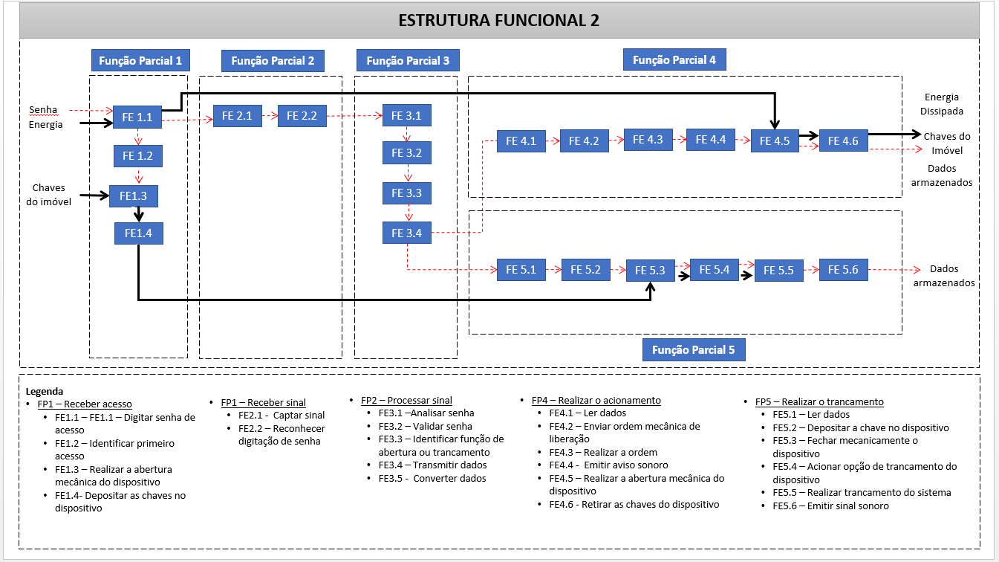 ESTRUTURA FUNCIONAL 2
Função Parcial 1
Função Parcial 2
Função Parcial 3
Função Parcial 4
Senha
Energia
Chaves
do imóvel
FE 1.1
FE 1.2
FE1.3
FE1.4
FE 2.1
FE 2.2
FE 3.1
FE 3.2
FE 3.3
FE 3.4
FE 4.1
FE 4.2
FE 4.3
FE 4.4
FE 4.5
FE 4.6
Energia
Dissipada
Chaves do
Imóvel
Dados
armazenados
FE 5.1
FE 5.2
FE 5.3
FE 5.4
FE 5.5
FE 5.6
Dados
armazenados
Função Parcial 5
Legenda
• FP1 – Receber acesso
• FE1.1 – FE1.1 – Digitar senha de
acesso
• FE1.2 – Identificar primeiro
acesso
• FE1.3 – Realizar a abertura
mecânica do dispositivo
• FE1.4- Depositar as chaves no
dispositivo
• FP1 – Receber sinal
• FE2.1 - Captar sinal
• FE2.2 – Reconhecer
digitação de senha
• FP2 – Processar sinal
• FE3.1 –Analisar senha
• FE3.2 – Validar senha
• FE3.3 – Identificar função de
abertura ou trancamento
• FE3.4 – Transmitir dados
• FE3.5 - Converter dados
• FP4 – Realizar o acionamento
• FE4.1 – Ler dados
• FE4.2 – Enviar ordem mecânica de
liberação
• FE4.3 – Realizar a ordem
• FE4.4 - Emitir aviso sonoro
• FE4.5 – Realizar a abertura mecânica do
dispositivo
• FE4.6 - Retirar as chaves do dispositivo
• FP5 – Realizar o trancamento
• FE5.1 – Ler dados
• FE5.2 – Depositar a chave no dispositivo
• FE5.3 – Fechar mecanicamente o
dispositivo
• FE5.4 – Acionar opção de trancamento do
dispositivo
• FE5.5 – Realizar trancamento do sistema
• FE5.6 – Emitir sinal sonoro